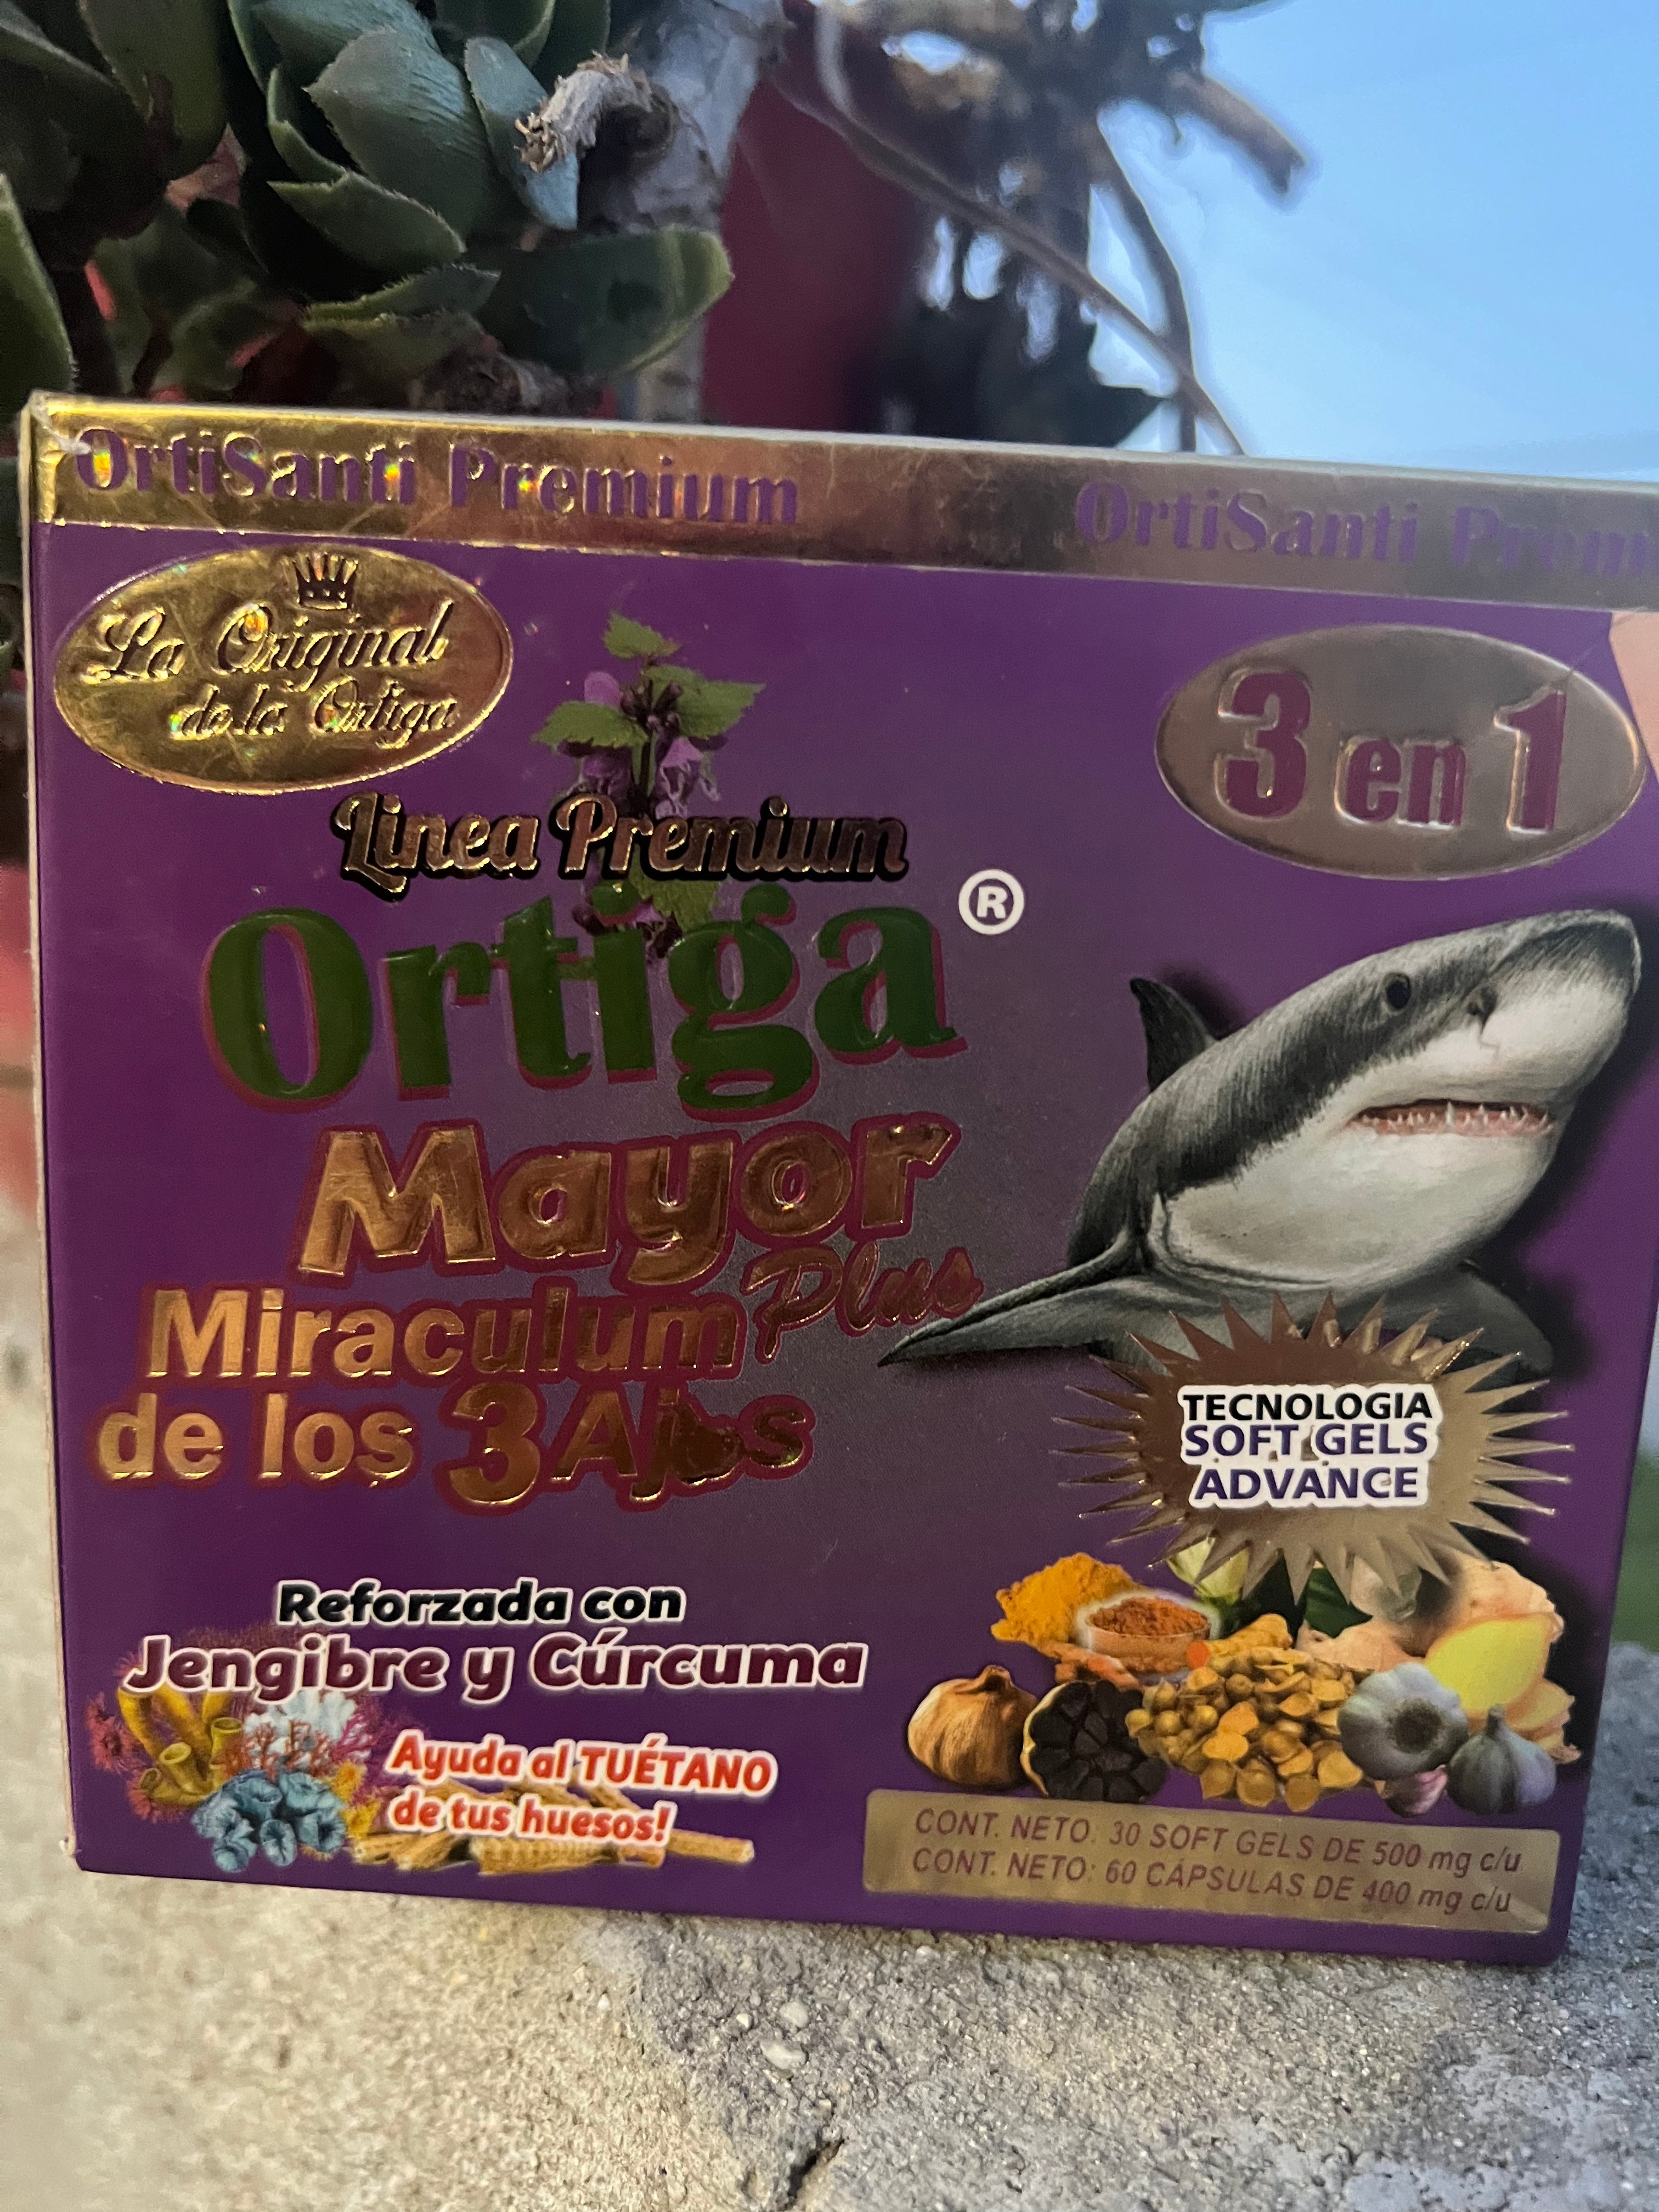 OrtiSanti Premium OrtiSanti Prem
La Original
de la Ortiga
3 en 1
Linea Premium
Ortiga ®
Mayor
Miraculum Plus
de los 3 Ajos
TECNOLOGIA
SOFT GELS
ADVANCE
Reforzada con
Jengibre y Cúrcuma
Ayuda al TUÉTANO
de tus huesos!
CONT. NETO. 30 SOFT GELS DE 500 mg c/u
CONT. NETO: 60 CÁPSULAS DE 400 mg c/u